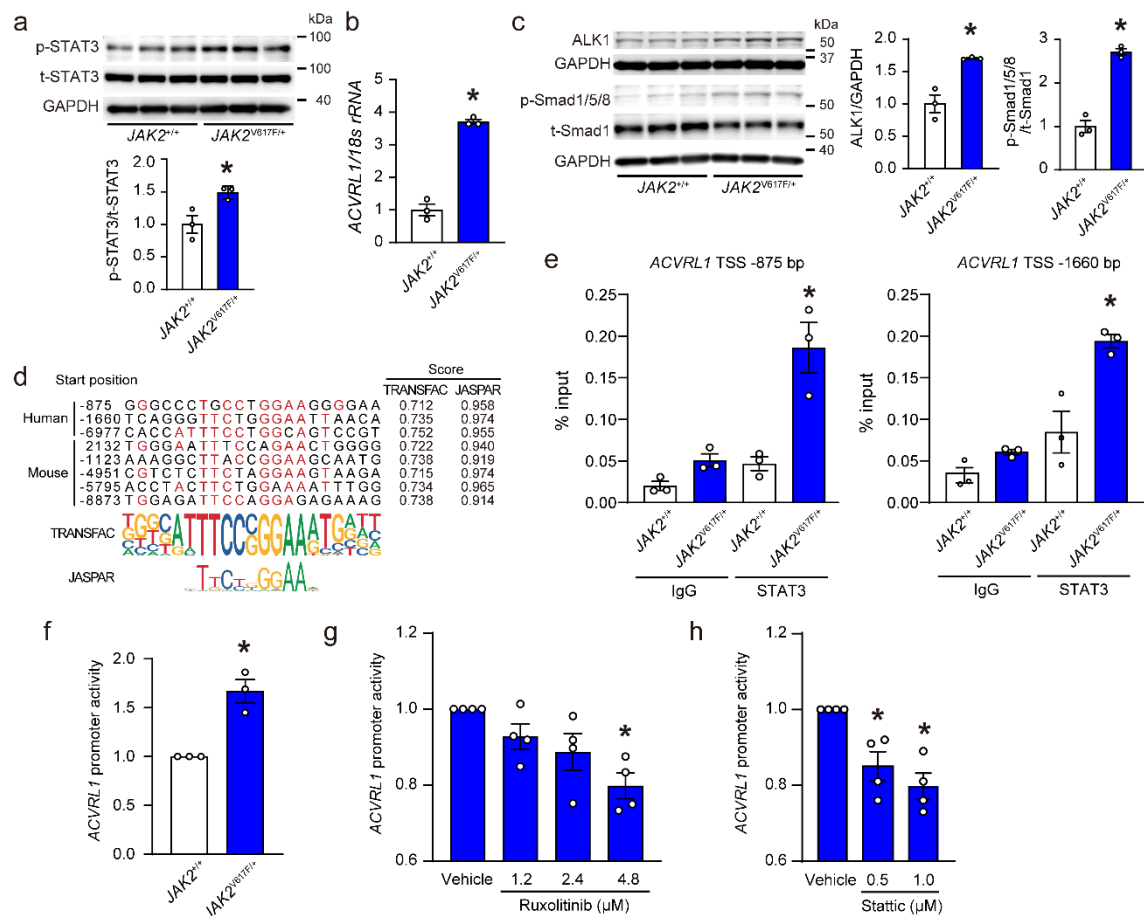 a
kDa
p-STAT3
100
t-STAT3
100
GAPDH
40
JAK2+/+ JAK2V617F/+
p-STAT3/t-STAT3
2.0
1.5
1.0
0.5
0.0
*
JAK2+/+
JAK2V617F/+
b
ACVRL1/18s rRNA
5
4
3
2
1
0
*
JAK2+/+
JAK2V617F/+
c
kDa
ALK1
50
37
GAPDH
p-Smad1/5/8
50
t-Smad1
50
40
GAPDH
JAK2+/+ JAK2V617F/+
ALK1/GAPDH
2.0
1.5
1.0
0.5
0.0
*
JAK2+/+
JAK2V617F/+
p-Smad1/5/8
/t-Smad1
3
2
1
0
*
JAK2+/+
JAK2V617F/+
d
Start position
Score
TRANSFAC JASPAR
Human
-875 GGGCCCTGCCTGGAAGGGGAA 0.712 0.958
-1660 TCAGGGTTCTGGGAATTAACA 0.735 0.974
-6977 CACCATTTCCTGGCAGTCCGT 0.752 0.955
Mouse
2132 TGGGAATTTCCAGAACTGGGG 0.722 0.940
-1123 AAAGGCTTACCGGAAGCAATG 0.738 0.919
-4951 CGTCTCTTCTAGGAAGTAAGA 0.715 0.974
-5795 ACCTACTTCTGGAAAATTTGG 0.734 0.965
-8873 TGGAGATTCCAGGAGAGAAAG 0.738 0.914
TRANSFAC
JASPAR
e
ACVRL1 TSS -875 bp
% input
0.25
0.20
0.15
0.10
0.05
0.00
*
JAK2+/+
JAK2V617F/+
JAK2+/+
JAK2V617F/+
IgG STAT3
ACVRL1 TSS -1660 bp
% input
0.25
0.20
0.15
0.10
0.05
0.00
*
JAK2+/+
JAK2V617F/+
JAK2+/+
JAK2V617F/+
IgG STAT3
f
ACVRL1 promoter activity
2.0
1.5
1.0
0.5
0.0
*
JAK2+/+
IAK2V617F/+
g
ACVRL1 promoter activity
1.2
1.0
0.8
0.6
*
Vehicle 1.2 2.4 4.8
Ruxolitinib (μM)
h
ACVRL1 promoter activity
1.2
1.0
0.8
0.6
*
*
Vehicle 0.5 1.0
Stattic (μM)